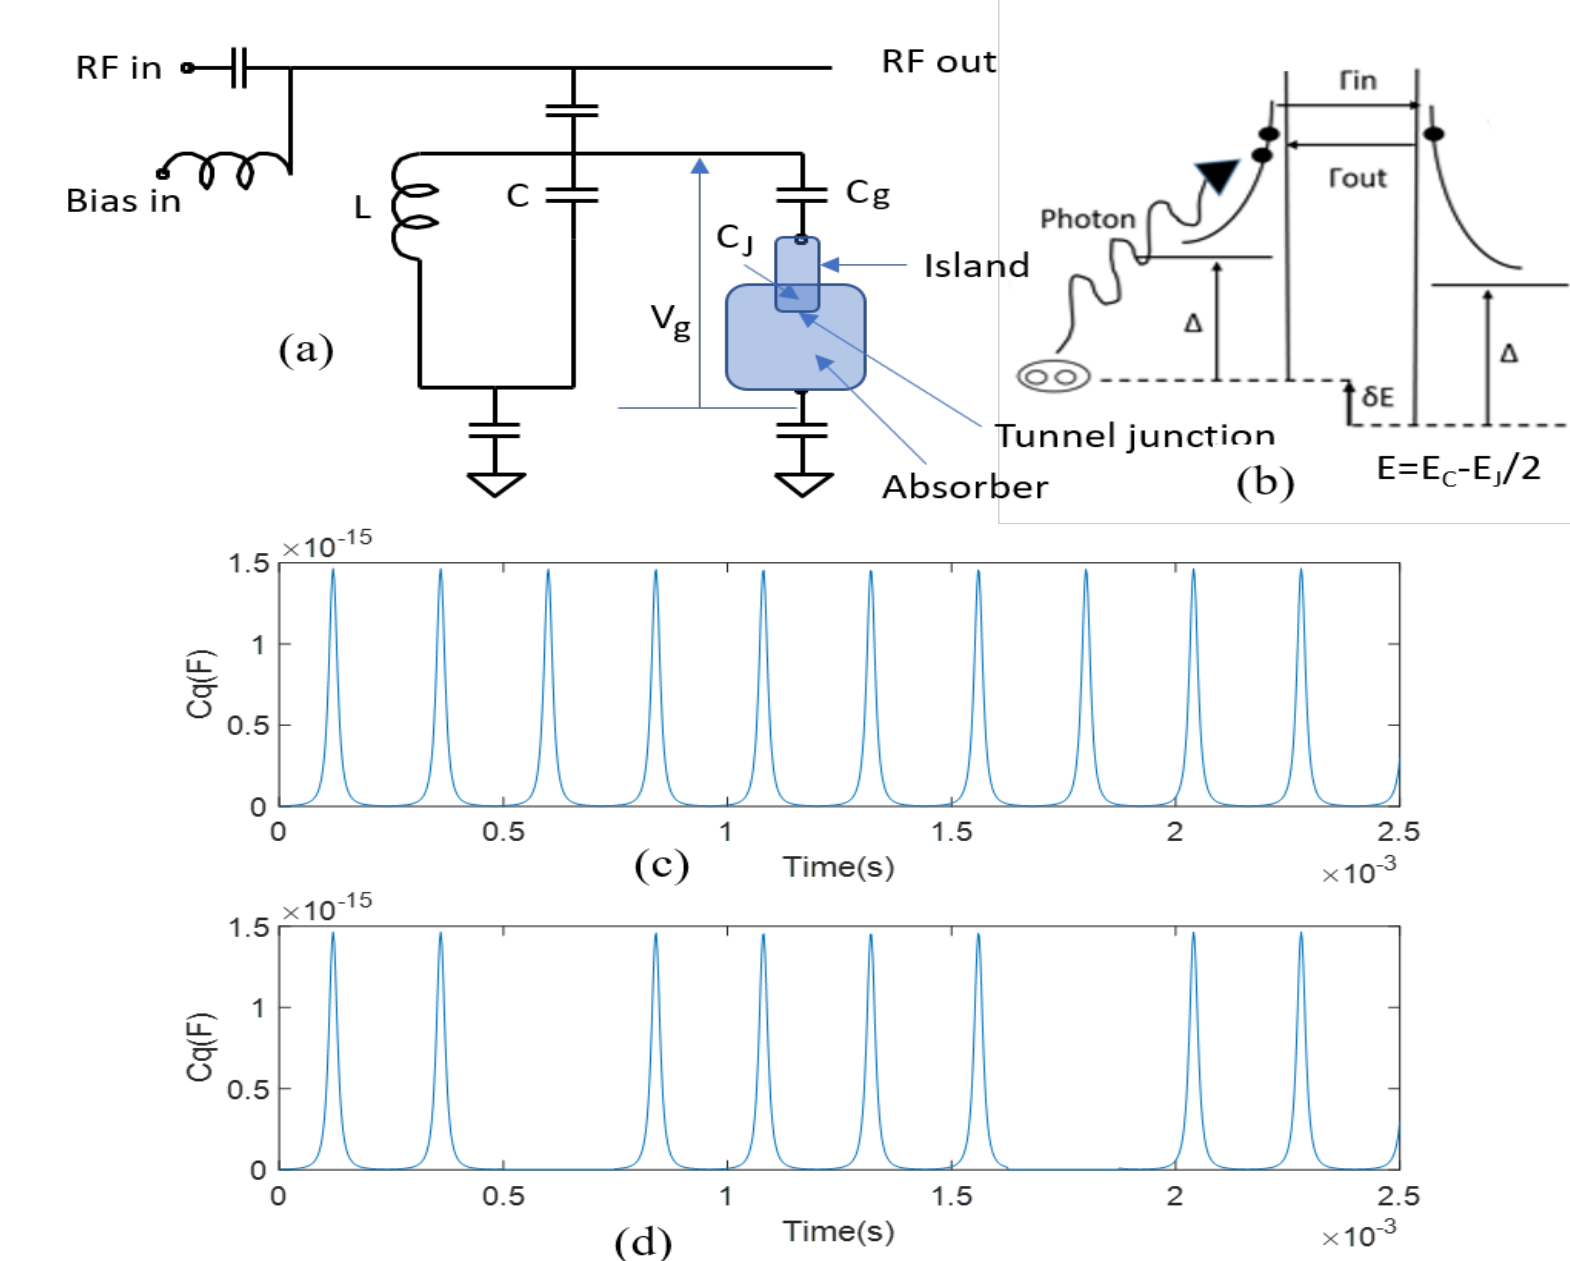 RF in
RF out
Bias in
L
C
Cg
CJ
Island
Vg
(a)
Tunnel junction
Absorber
Γin
Γout
Photon
Δ
Δ
δE
E=EC-EJ/2
(b)
×10-15
1.5
1
0.5
0
Cq(F)
0 0.5 1 1.5 2 2.5
Time(s)
×10-3
(c)
×10-15
1.5
1
0.5
0
Cq(F)
0 0.5 1 1.5 2 2.5
Time(s)
×10-3
(d)